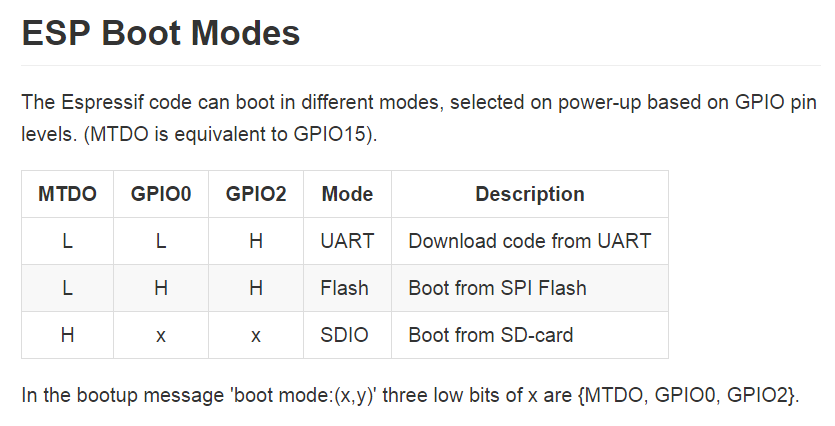 ESP Boot Modes
The Espressif code can boot in different modes, selected on power-up based on GPIO pin
levels. (MTDO is equivalent to GPIO15).
MTDO GPIO0 GPIO2 Mode Description
L L H UART Download code from UART
L H H Flash Boot from SPI Flash
H x x SDIO Boot from SD-card
In the bootup message 'boot mode:(x,y)' three low bits of x are {MTDO, GPIO0, GPIO2}.